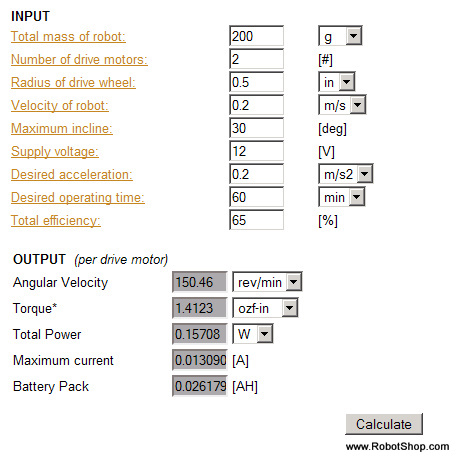 INPUT
Total mass of robot: 200 g
Number of drive motors: 2 [#]
Radius of drive wheel: 0.5 in
Velocity of robot: 0.2 m/s
Maximum incline: 30 [deg]
Supply voltage: 12 [V]
Desired acceleration: 0.2 m/s2
Desired operating time: 60 min
Total efficiency: 65 [%]
OUTPUT (per drive motor)
Angular Velocity 150.46 rev/min
Torque* 1.4123 ozf-in
Total Power 0.15708 W
Maximum current 0.013090 [A]
Battery Pack 0.026179 [AH]
Calculate
www.RobotShop.com